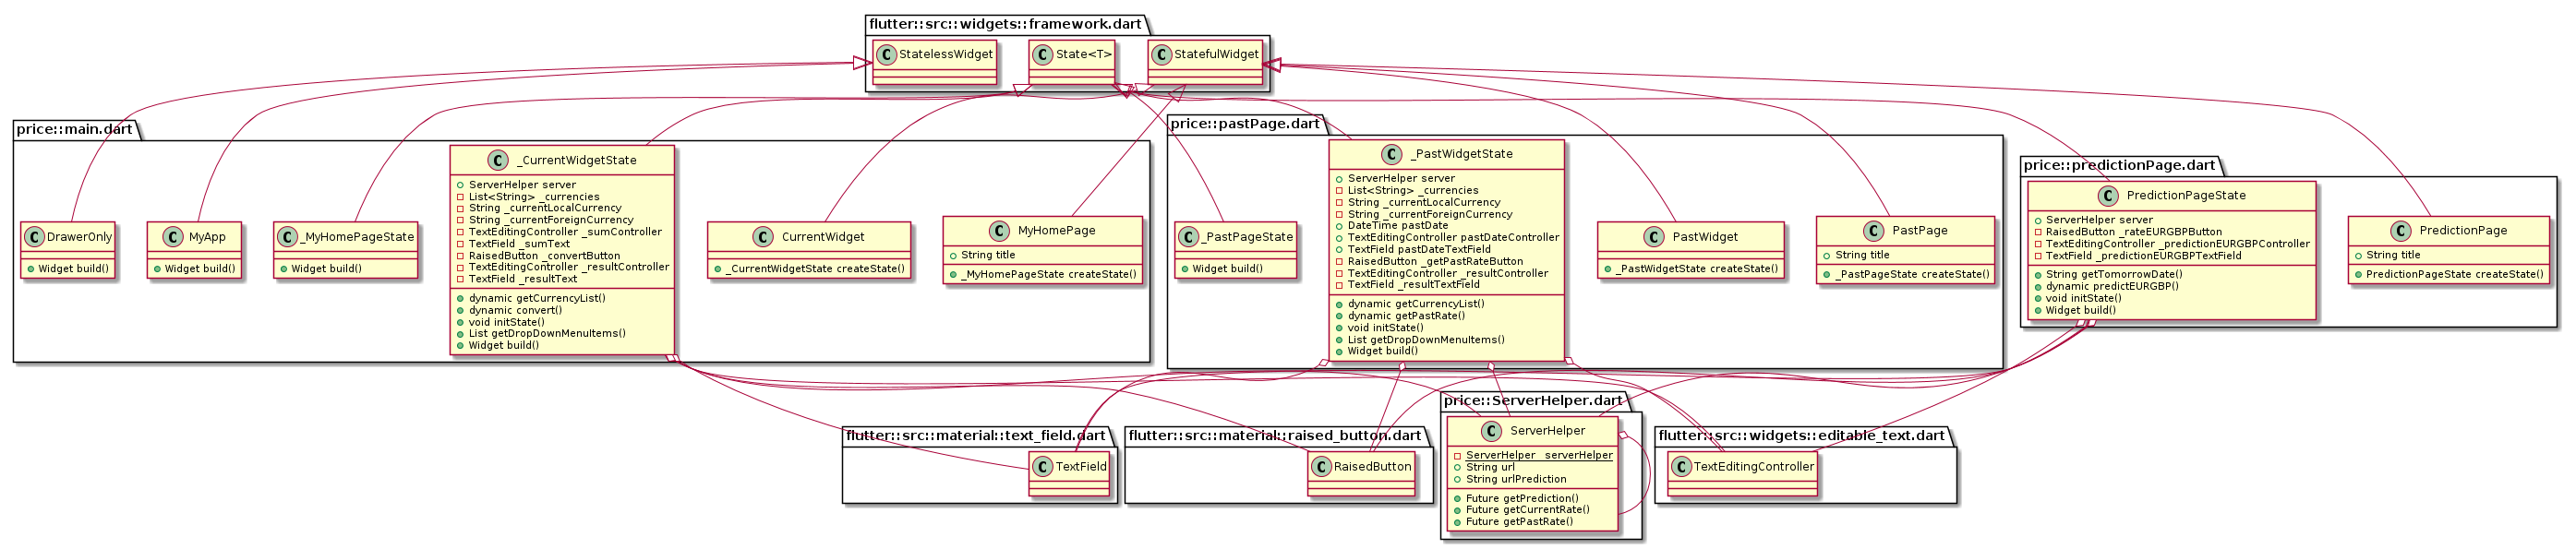 flutter::src::widgets::framework.dart
C StatelessWidget
C State<T>
C StatefulWidget
price::main.dart
C DrawerOnly
Widget build()
C MyApp
Widget build()
C _MyHomePageState
Widget build()
C _CurrentWidgetState
ServerHelper server
List<String> _currencies
String _currentLocalCurrency
String _currentForeignCurrency
TextEditingController _sumController
TextField _sumText
RaisedButton _convertButton
TextEditingController _resultController
TextField _resultText
dynamic getCurrencyList()
dynamic convert()
void initState()
List getDropDownMenuItems()
Widget build()
C CurrentWidget
_CurrentWidgetState createState()
C MyHomePage
String title
_MyHomePageState createState()
price::pastPage.dart
C _PastPageState
Widget build()
C _PastWidgetState
ServerHelper server
List<String> _currencies
String _currentLocalCurrency
String _currentForeignCurrency
DateTime pastDate
TextEditingController pastDateController
TextField pastDateTextField
RaisedButton _getPastRateButton
TextEditingController _resultController
TextField _resultTextField
dynamic getCurrencyList()
dynamic getPastRate()
void initState()
List getDropDownMenuItems()
Widget build()
C PastWidget
_PastWidgetState createState()
C PastPage
String title
_PastPageState createState()
price::predictionPage.dart
C PredictionPageState
ServerHelper server
RaisedButton _rateEURGBPButton
TextEditingController _predictionEURGBPController
TextField _predictionEURGBPTextField
String getTomorrowDate()
dynamic predictEURGBP()
void initState()
Widget build()
C PredictionPage
String title
PredictionPageState createState()
flutter::src::material::text_field.dart
C TextField
flutter::src::material::raised_button.dart
C RaisedButton
price::ServerHelper.dart
C ServerHelper
ServerHelper _serverHelper
String url
String urlPrediction
Future getPrediction()
Future getCurrentRate()
Future getPastRate()
flutter::src::widgets::editable_text.dart
C TextEditingController